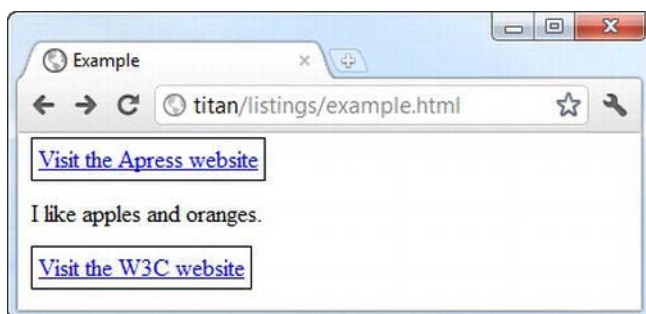 Example
titan/listings/example.html
Visit the Apress website
I like apples and oranges.
Visit the W3C website